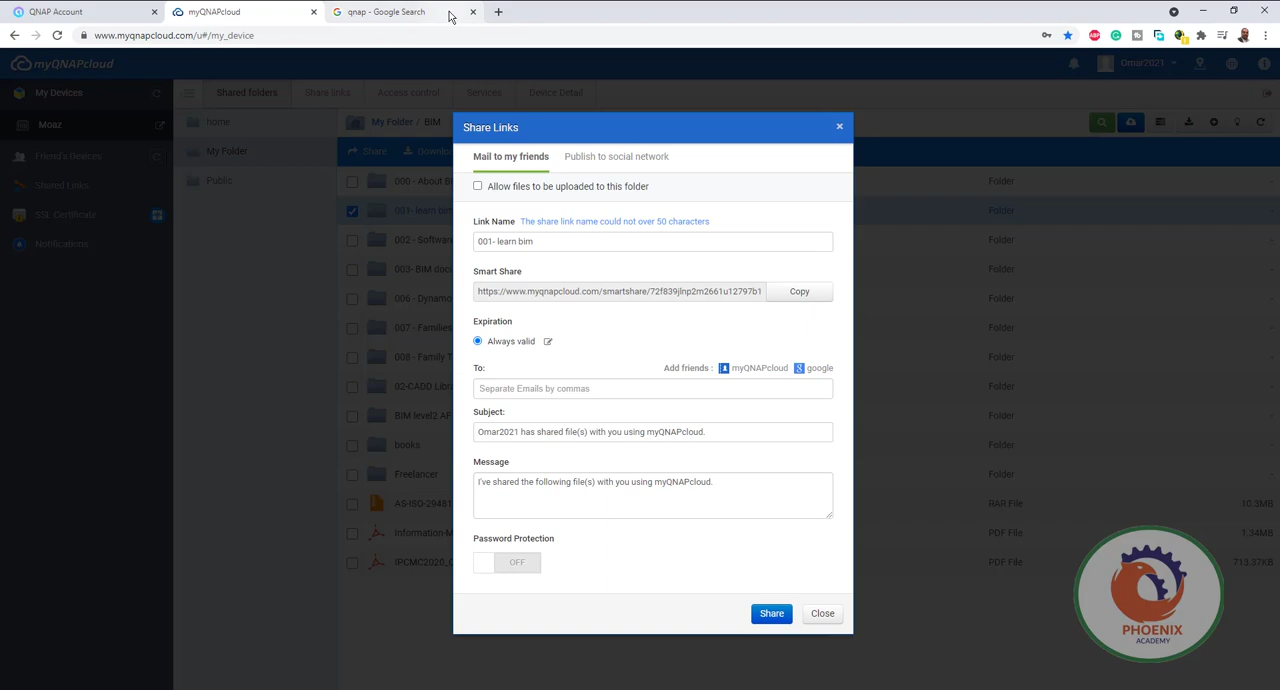 QNAP Account
myQNAPcloud
qnap - Google Search
www.myqnapcloud.com/u#/my_device
myQNAPcloud
Omar2021
My Devices
Shared folders
Share links
Access control
Services
Device Detail
Moaz
home
My Folder / BIM
Friend's Devices
My Folder
Share
Downlo
Shared Links
Public
000 - About B
Folder
SSL Certificate
001- learn bim
Folder
Notifications
002 - Softwar
Folder
003- BIM doc
Folder
006 - Dynamo
Folder
007 - Families
Folder
008 - Family T
Folder
02-CADD Libra
Folder
BIM level2 AF
Folder
books
Folder
Freelancer
Folder
AS-ISO-29481
RAR File
10.3MB
Information-M
PDF File
1.34MB
IPCMC2020_
PDF File
713.37KB
Share Links
×
Mail to my friends
Publish to social network
Allow files to be uploaded to this folder
Link Name The share link name could not over 50 characters
001- learn bim
Smart Share
https://www.myqnapcloud.com/smartshare/72f839jlnp2m2661u12797b1
Copy
Expiration
Always valid
To:
Add friends : myQNAPcloud google
Separate Emails by commas
Subject:
Omar2021 has shared file(s) with you using myQNAPcloud.
Message
I've shared the following file(s) with you using myQNAPcloud.
Password Protection
OFF
Share
Close
PHOENIX
ACADEMY